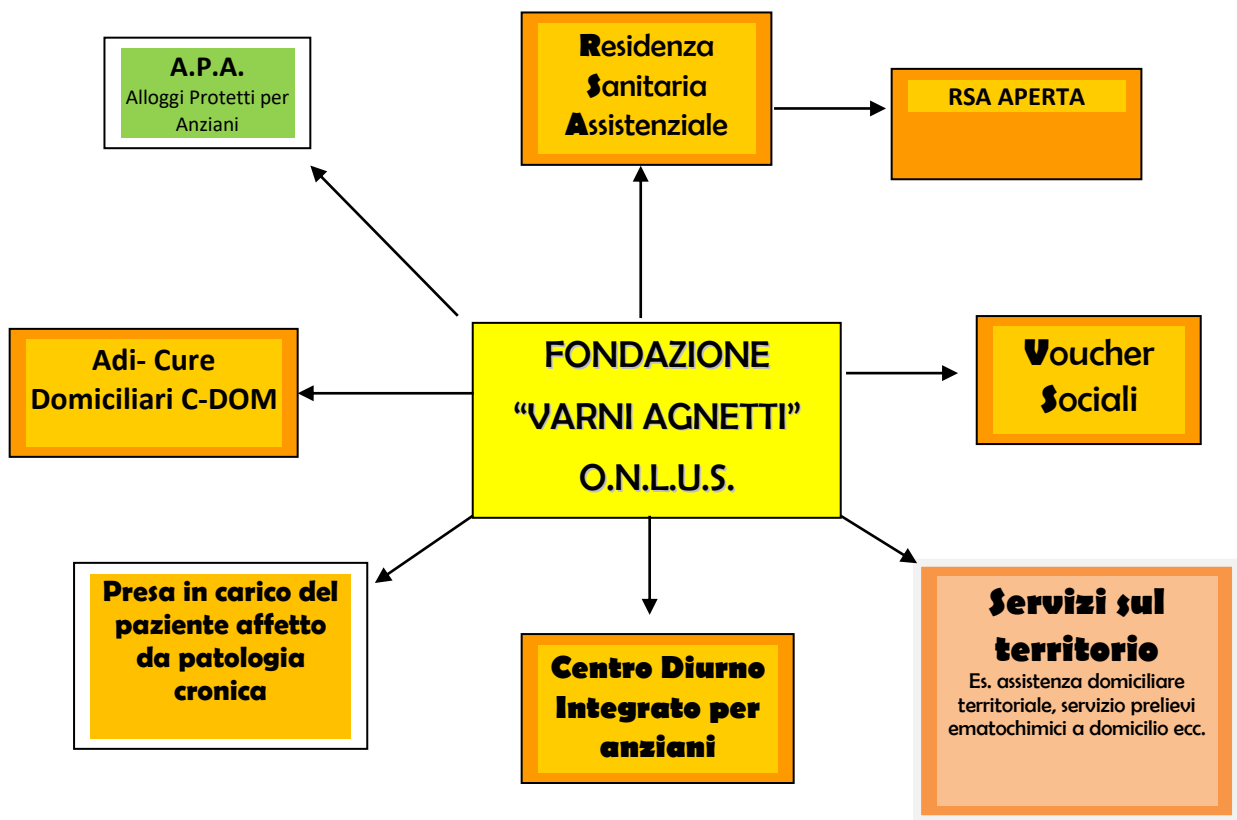 A.P.A.
Alloggi Protetti per
Anziani
Residenza
Sanitaria
Assistenziale
RSA APERTA
Adi- Cure
Domiciliari C-DOM
FONDAZIONE
“VARNI AGNETTI”
O.N.L.U.S.
Voucher
Sociali
Presa in carico del
paziente affetto
da patologia
cronica
Centro Diurno
Integrato per
anziani
Servizi sul
territorio
Es. assistenza domiciliare
territoriale, servizio prelievi
ematochimici a domicilio ecc.